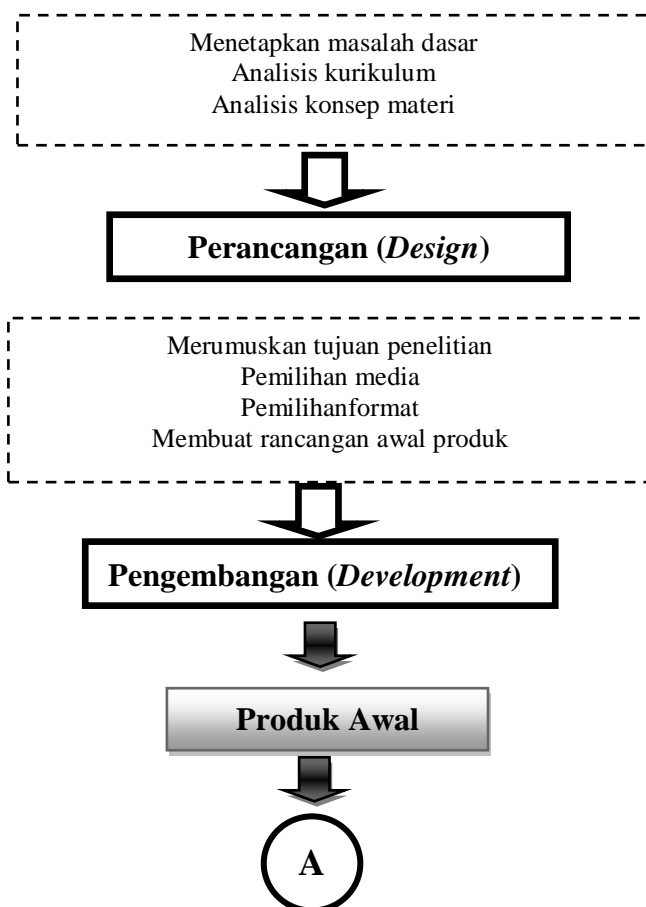 Menetapkan masalah dasar
Analisis kurikulum
Analisis konsep materi
Perancangan (Design)
Merumuskan tujuan penelitian
Pemilihan media
Pemilihanformat
Membuat rancangan awal produk
Pengembangan (Development)
Produk Awal
A